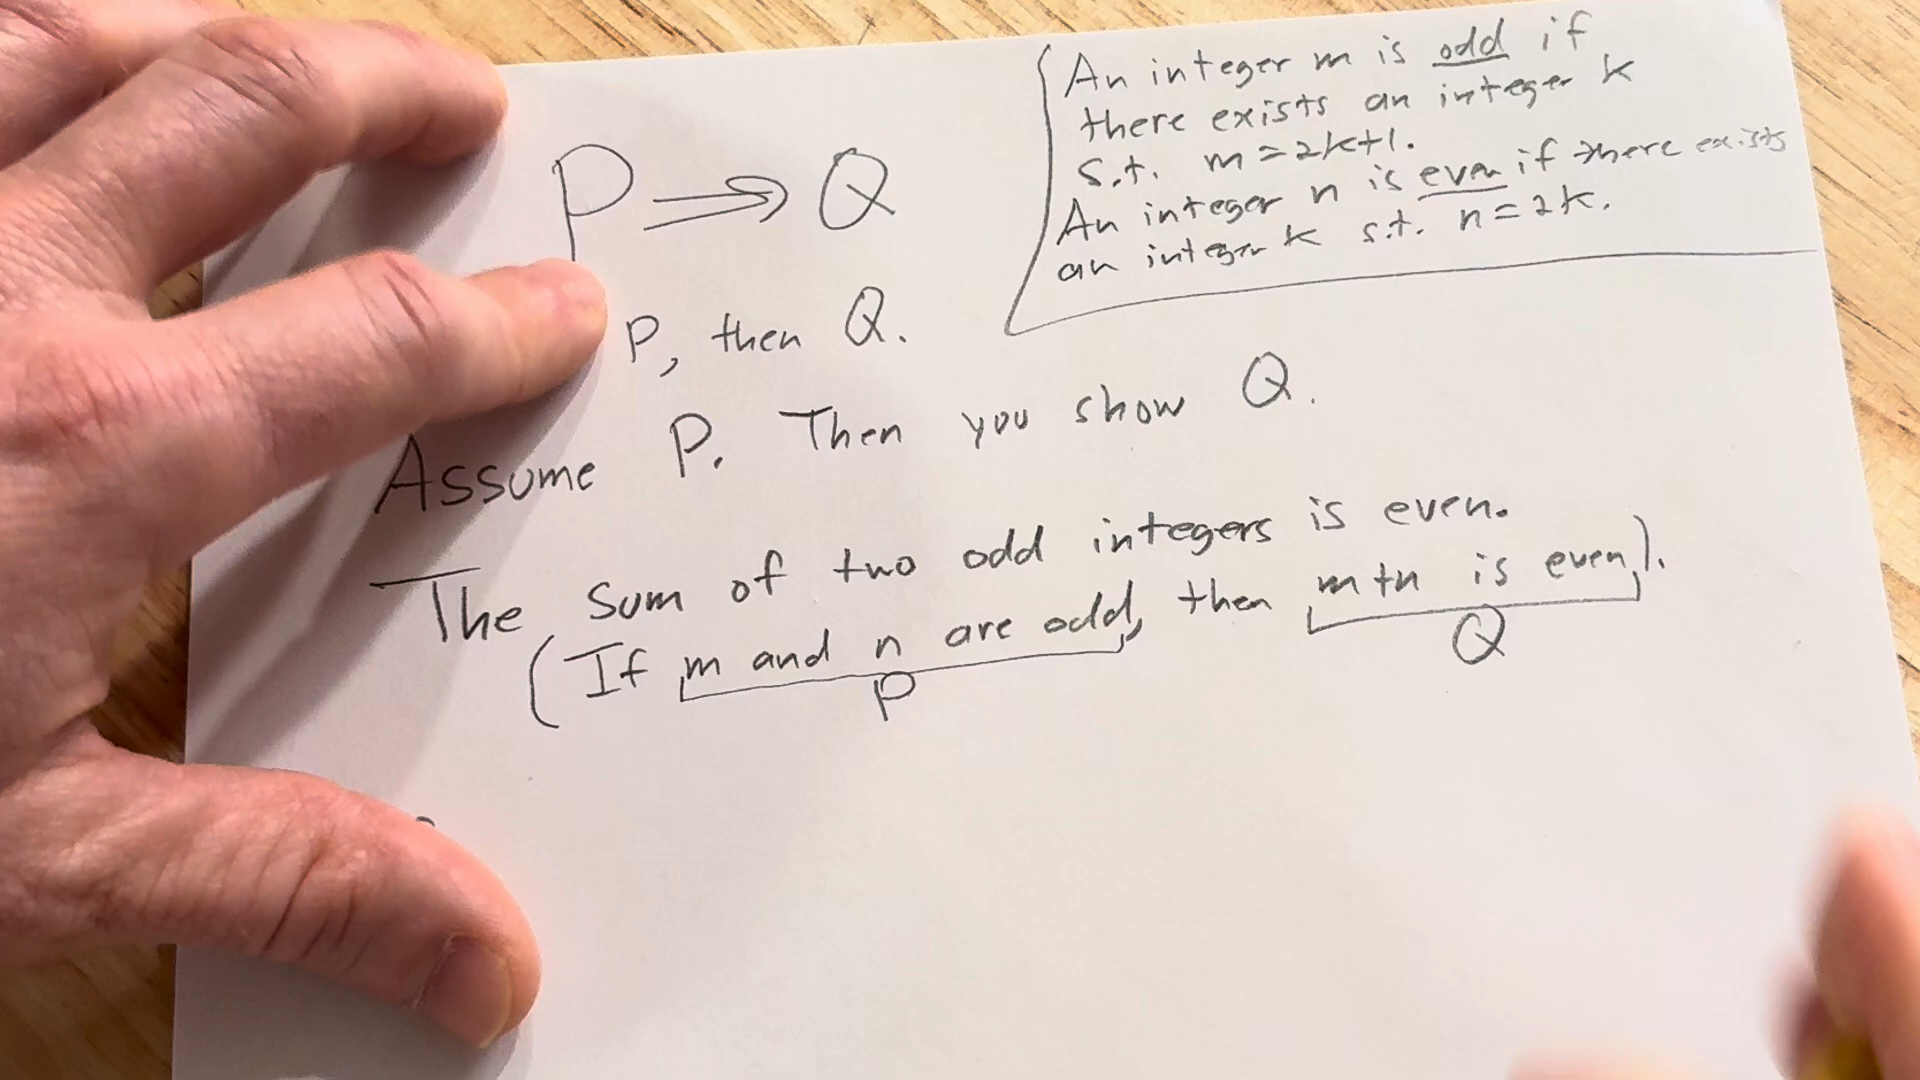 P ⟹ Q
P, then Q.
Assume P. Then you show Q.
An integer m is odd if
there exists an integer k
s.t. m = 2k+1.
An integer n is even if there exists
an integer k s.t. n = 2k.
The sum of two odd integers is even.
(If m and n are odd, then m+n is even).
P
Q